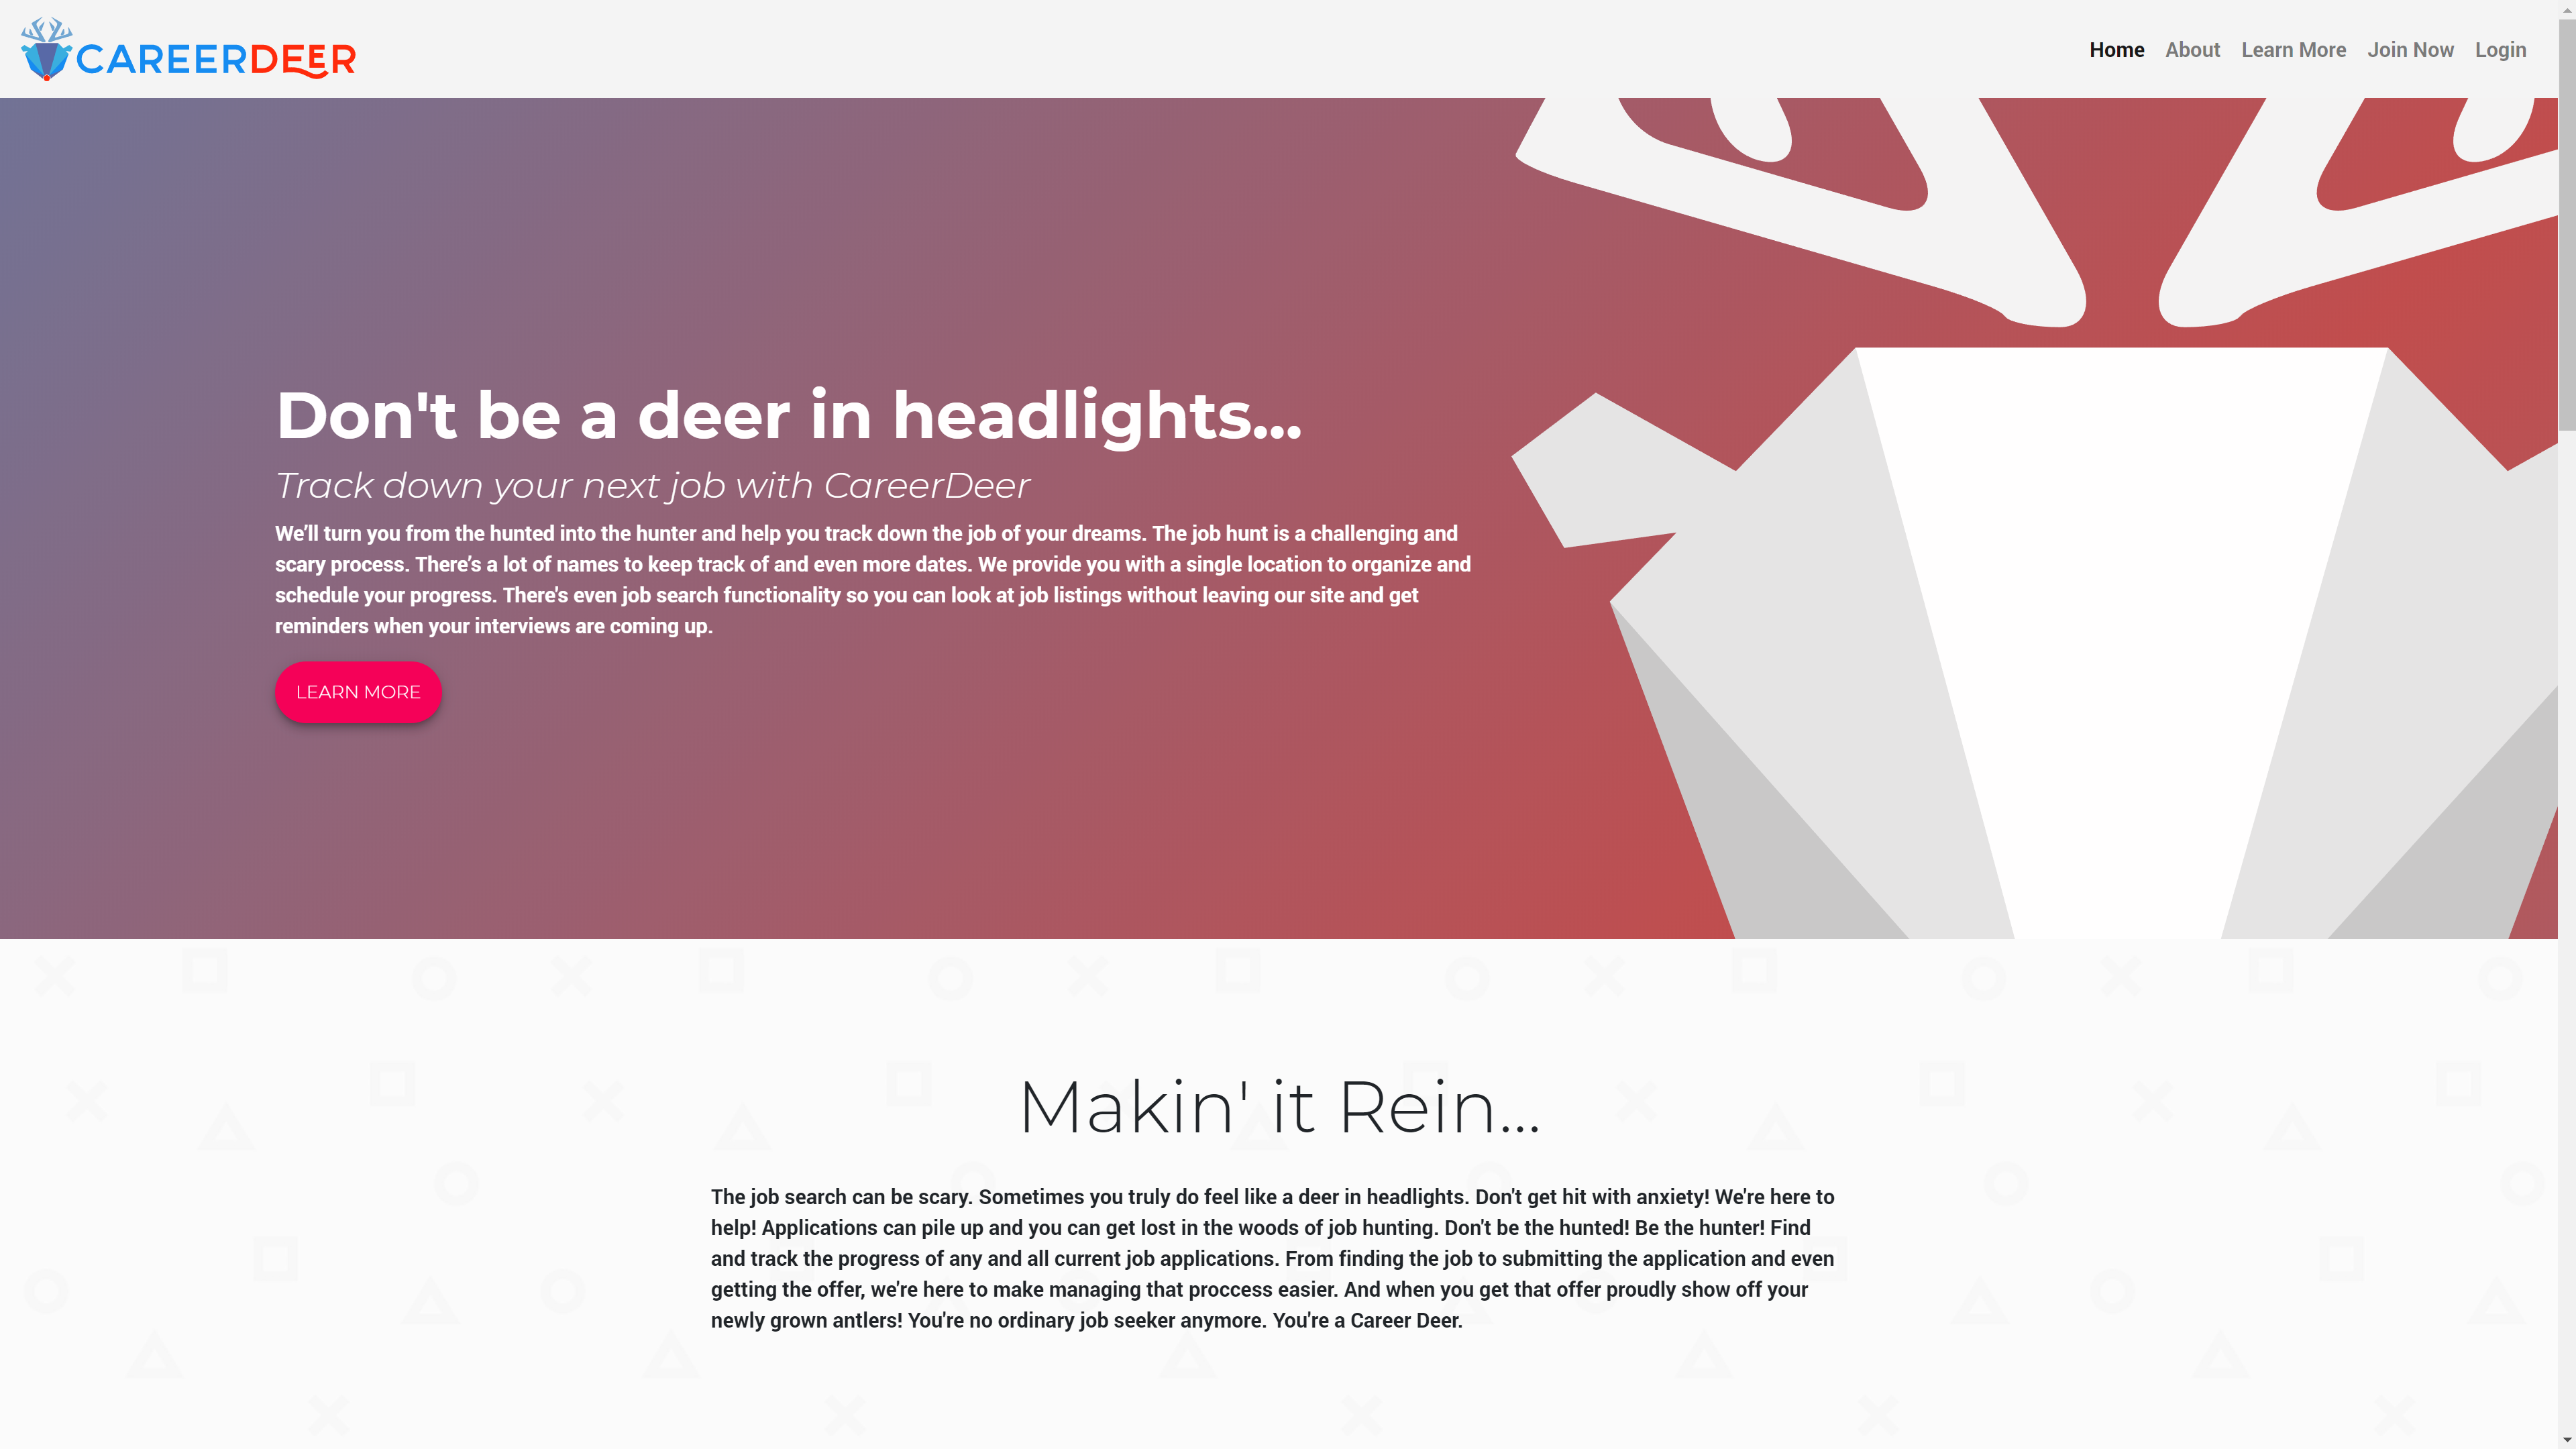 CAREERDEER
Home About Learn More Join Now Login
Don't be a deer in headlights...
Track down your next job with CareerDeer
We’ll turn you from the hunted into the hunter and help you track down the job of your dreams. The job hunt is a challenging and
scary process. There’s a lot of names to keep track of and even more dates. We provide you with a single location to organize and
schedule your progress. There's even job search functionality so you can look at job listings without leaving our site and get
reminders when your interviews are coming up.
LEARN MORE
Makin' it Rein...
The job search can be scary. Sometimes you truly do feel like a deer in headlights. Don't get hit with anxiety! We're here to
help! Applications can pile up and you can get lost in the woods of job hunting. Don't be the hunted! Be the hunter! Find
and track the progress of any and all current job applications. From finding the job to submitting the application and even
getting the offer, we're here to make managing that proccess easier. And when you get that offer proudly show off your
newly grown antlers! You're no ordinary job seeker anymore. You're a Career Deer.